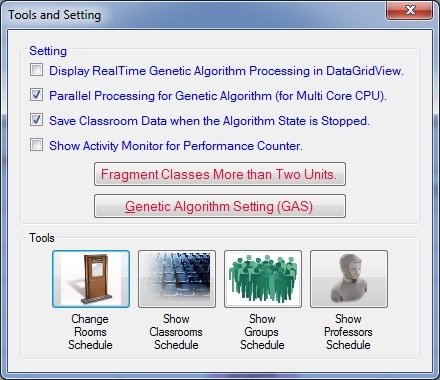 Tools and Setting
Setting
Display RealTime Genetic Algorithm Processing in DataGridView.
Parallel Processing for Genetic Algorithm (for Multi Core CPU).
Save Classroom Data when the Algorithm State is Stopped.
Show Activity Monitor for Performance Counter.
Fragment Classes More than Two Units.
Genetic Algorithm Setting (GAS)
Tools
Change
Rooms
Schedule
Show
Classrooms
Schedule
Show
Groups
Schedule
Show
Professors
Schedule